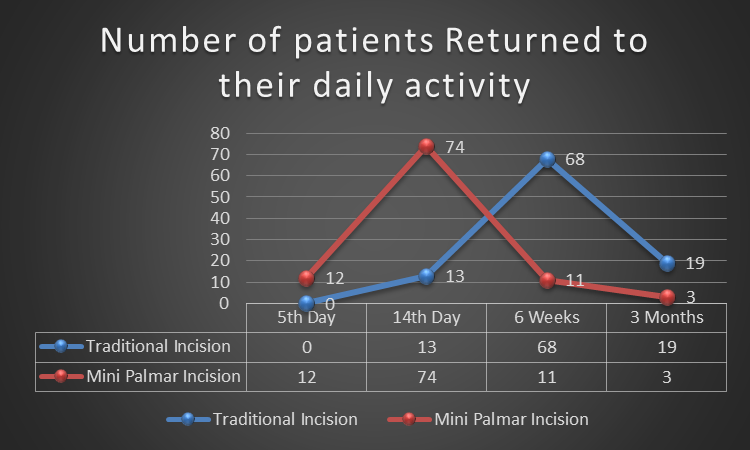 Number of patients Returned to
their daily activity
80
70
60
50
40
30
20
10
0
74
68
12
13
11
19
0
3
5th Day 14th Day 6 Weeks 3 Months
Traditional Incision 0 13 68 19
Mini Palmar Incision 12 74 11 3
Traditional Incision Mini Palmar Incision